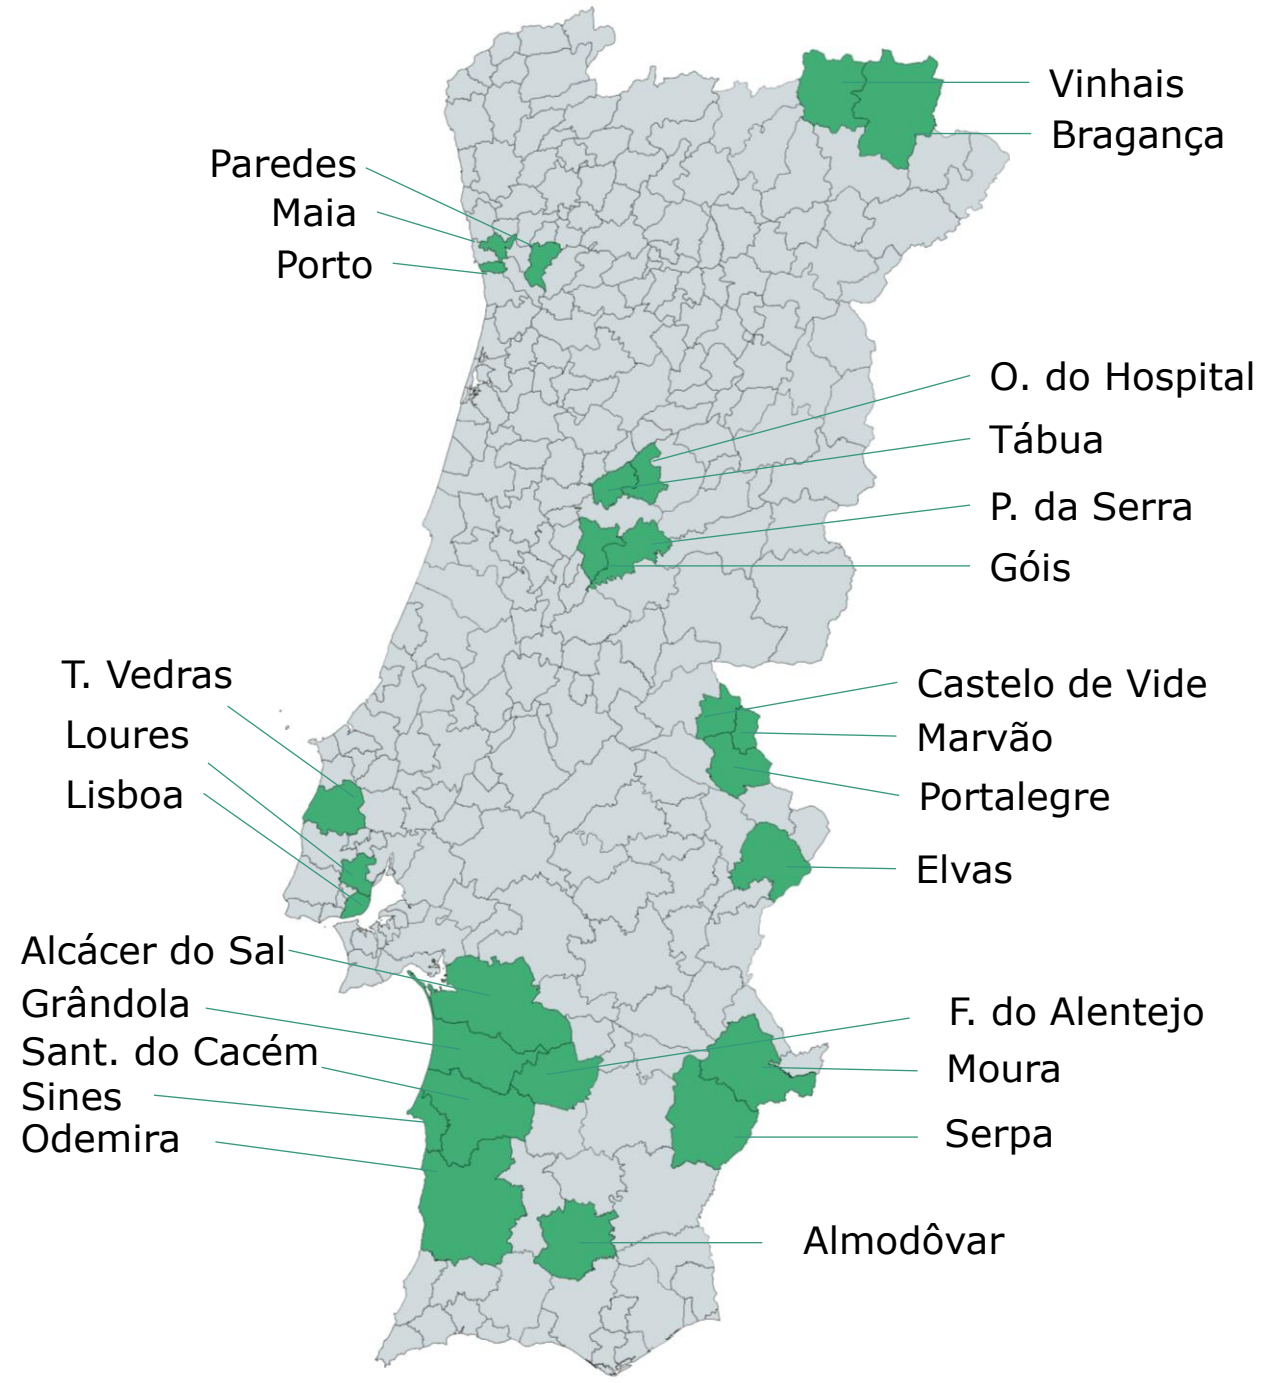 Vinhais
Bragança
Paredes
Maia
Porto
O. do Hospital
Tábua
P. da Serra
Góis
T. Vedras
Loures
Lisboa
Castelo de Vide
Marvão
Portalegre
Elvas
Alcácer do Sal
Grândola
Sant. do Cacém
Sines
Odemira
F. do Alentejo
Moura
Serpa
Almodôvar